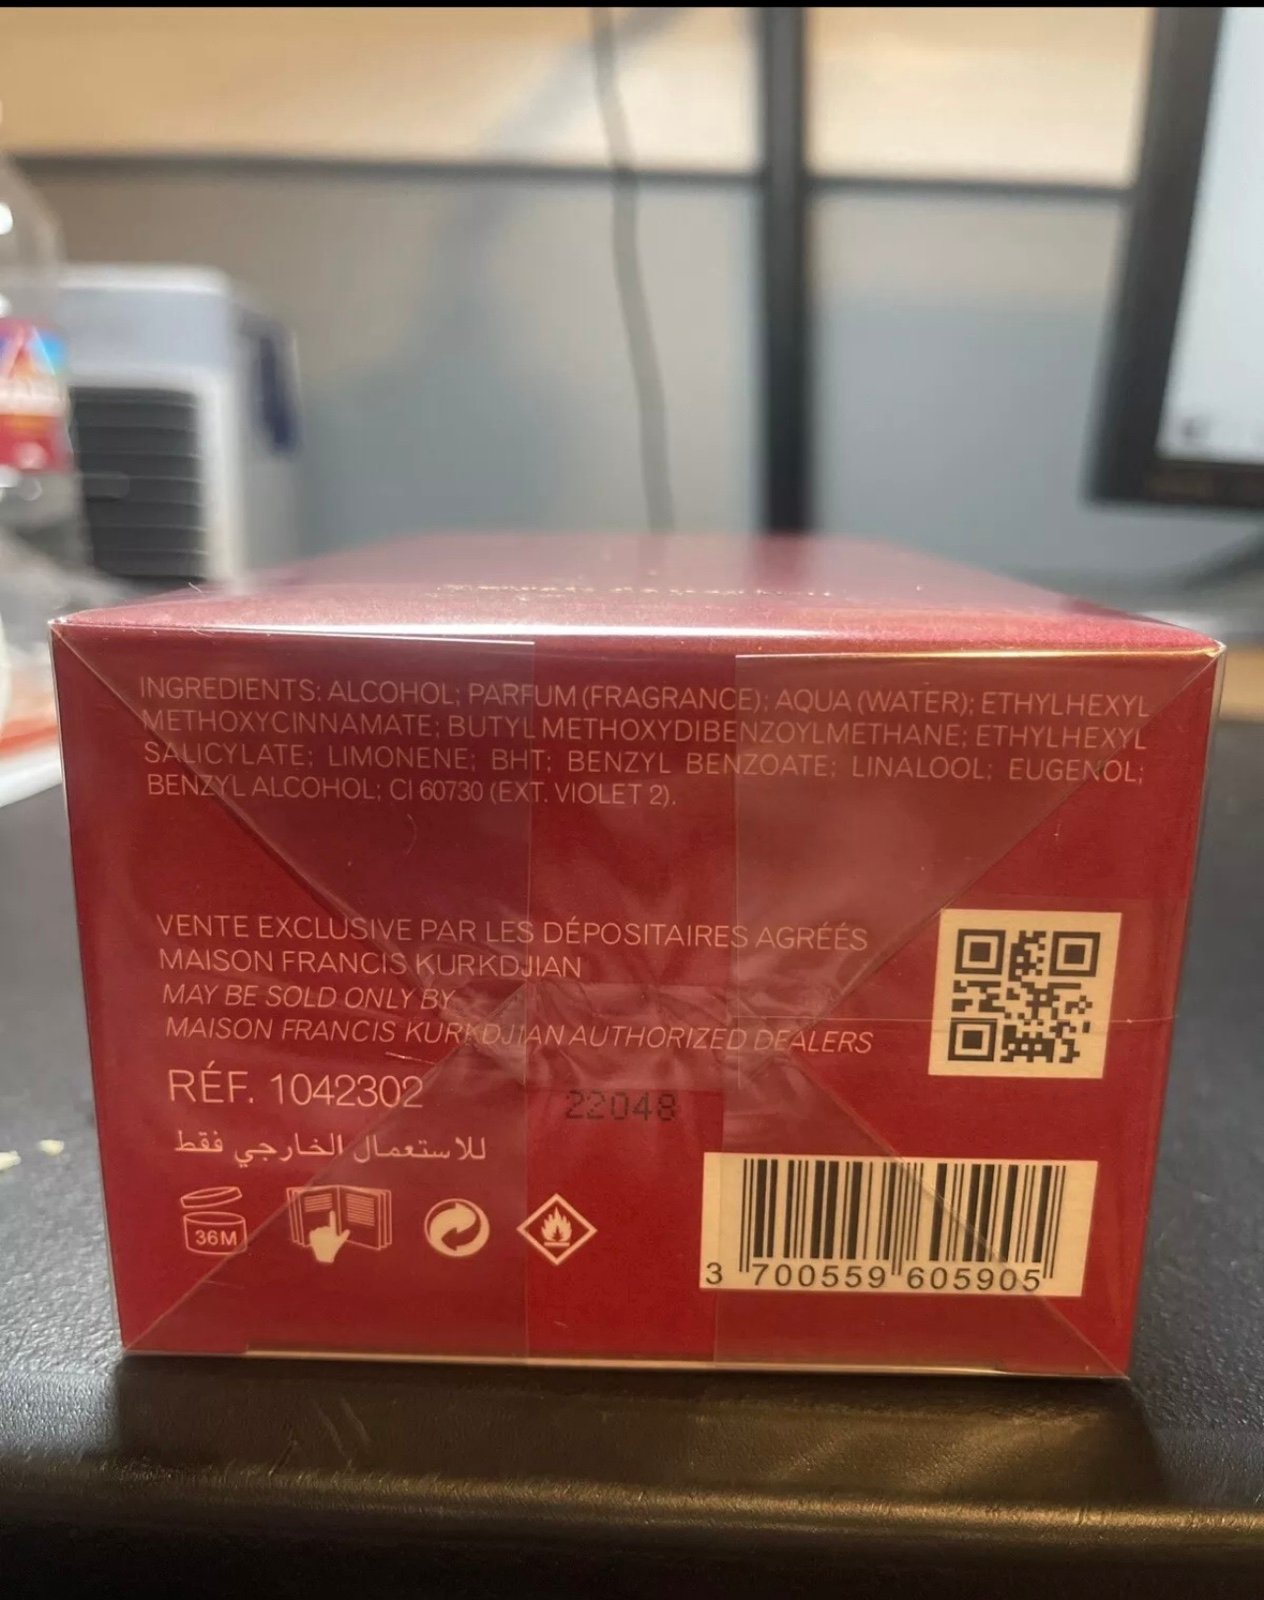 INGREDIENTS: ALCOHOL; PARFUM (FRAGRANCE); AQUA (WATER); ETHYLHEXYL
METHOXYCINNAMATE; BUTYL METHOXYDIBENZOYLMETHANE; ETHYLHEXYL
SALICYLATE; LIMONENE; BHT; BENZYL BENZOATE; LINALOOL; EUGENOL;
BENZYL ALCOHOL; CI 60730 (EXT. VIOLET 2).
VENTE EXCLUSIVE PAR LES DÉPOSITAIRES AGRÉÉS
MAISON FRANCIS KURKDJIAN
MAY BE SOLD ONLY BY
MAISON FRANCIS KURKDJIAN AUTHORIZED DEALERS
RÉF. 1042302
22048
للاستعمال الخارجي فقط
36M
3 700559 605905